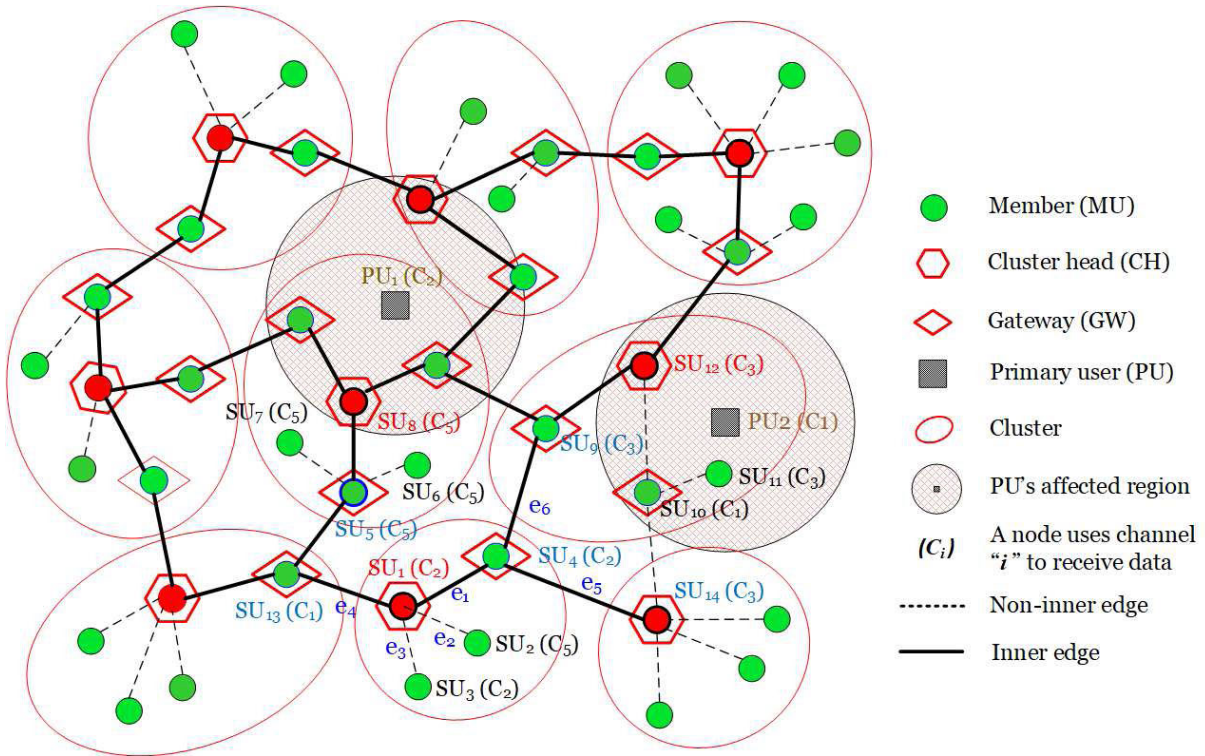 PU₁ (C₂)
SU₁₂ (C₃)
SU₇ (C₅)
SU₈ (C₅)
PU2 (C1)
SU₉ (C₃)
SU₁₁ (C₃)
SU₆ (C₅)
SU₁₀ (C₁)
e₆
SU₅ (C₅)
SU₄ (C₂)
SU₁ (C₂)
e₅
SU₁₃ (C₁)
e₄
e₁
SU₁₄ (C₃)
e₃
e₂
SU₂ (C₅)
SU₃ (C₂)
Member (MU)
Cluster head (CH)
Gateway (GW)
Primary user (PU)
Cluster
PU's affected region
(Cᵢ)
A node uses channel
“i” to receive data
Non-inner edge
Inner edge